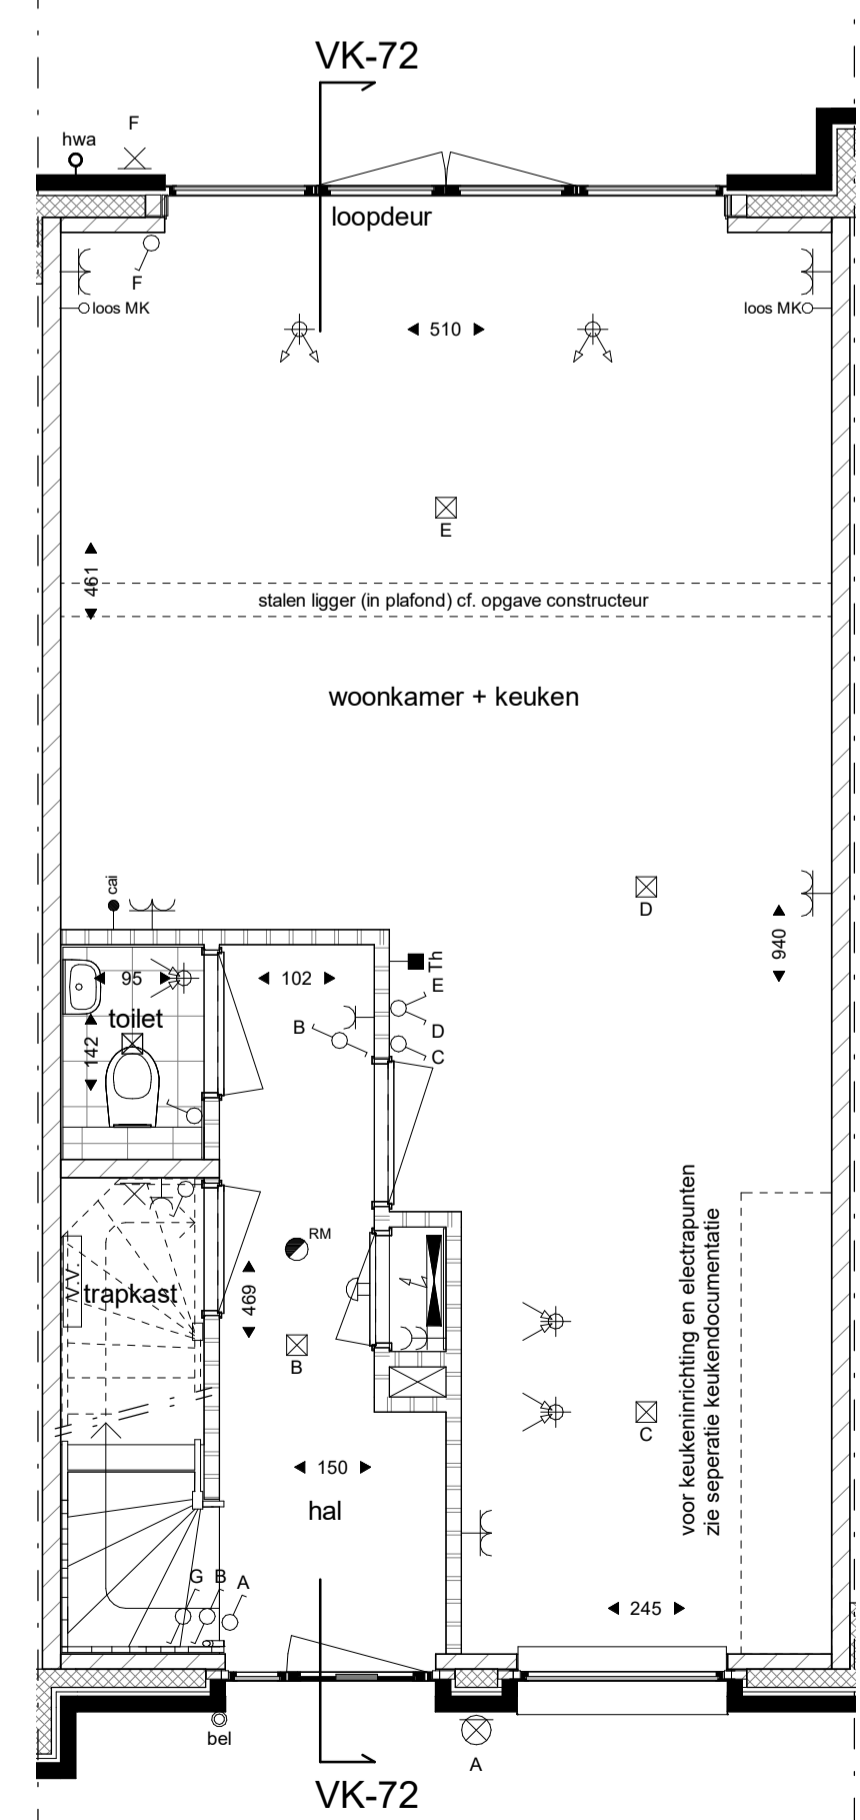 VK-72
F
hwa
loopdeur
F
loos MK
loos MK
510
E
461
stalen ligger (in plafond) cf. opgave constructeur
woonkamer + keuken
cai
D
940
Th
95
102
E
toilet
B
D
142
C
voor keukeninrichting en electrapunten
zie seperatie keukendocumentatie
RM
V.V.
trapkast
469
B
C
150
hal
G B A
245
bel
A
VK-72